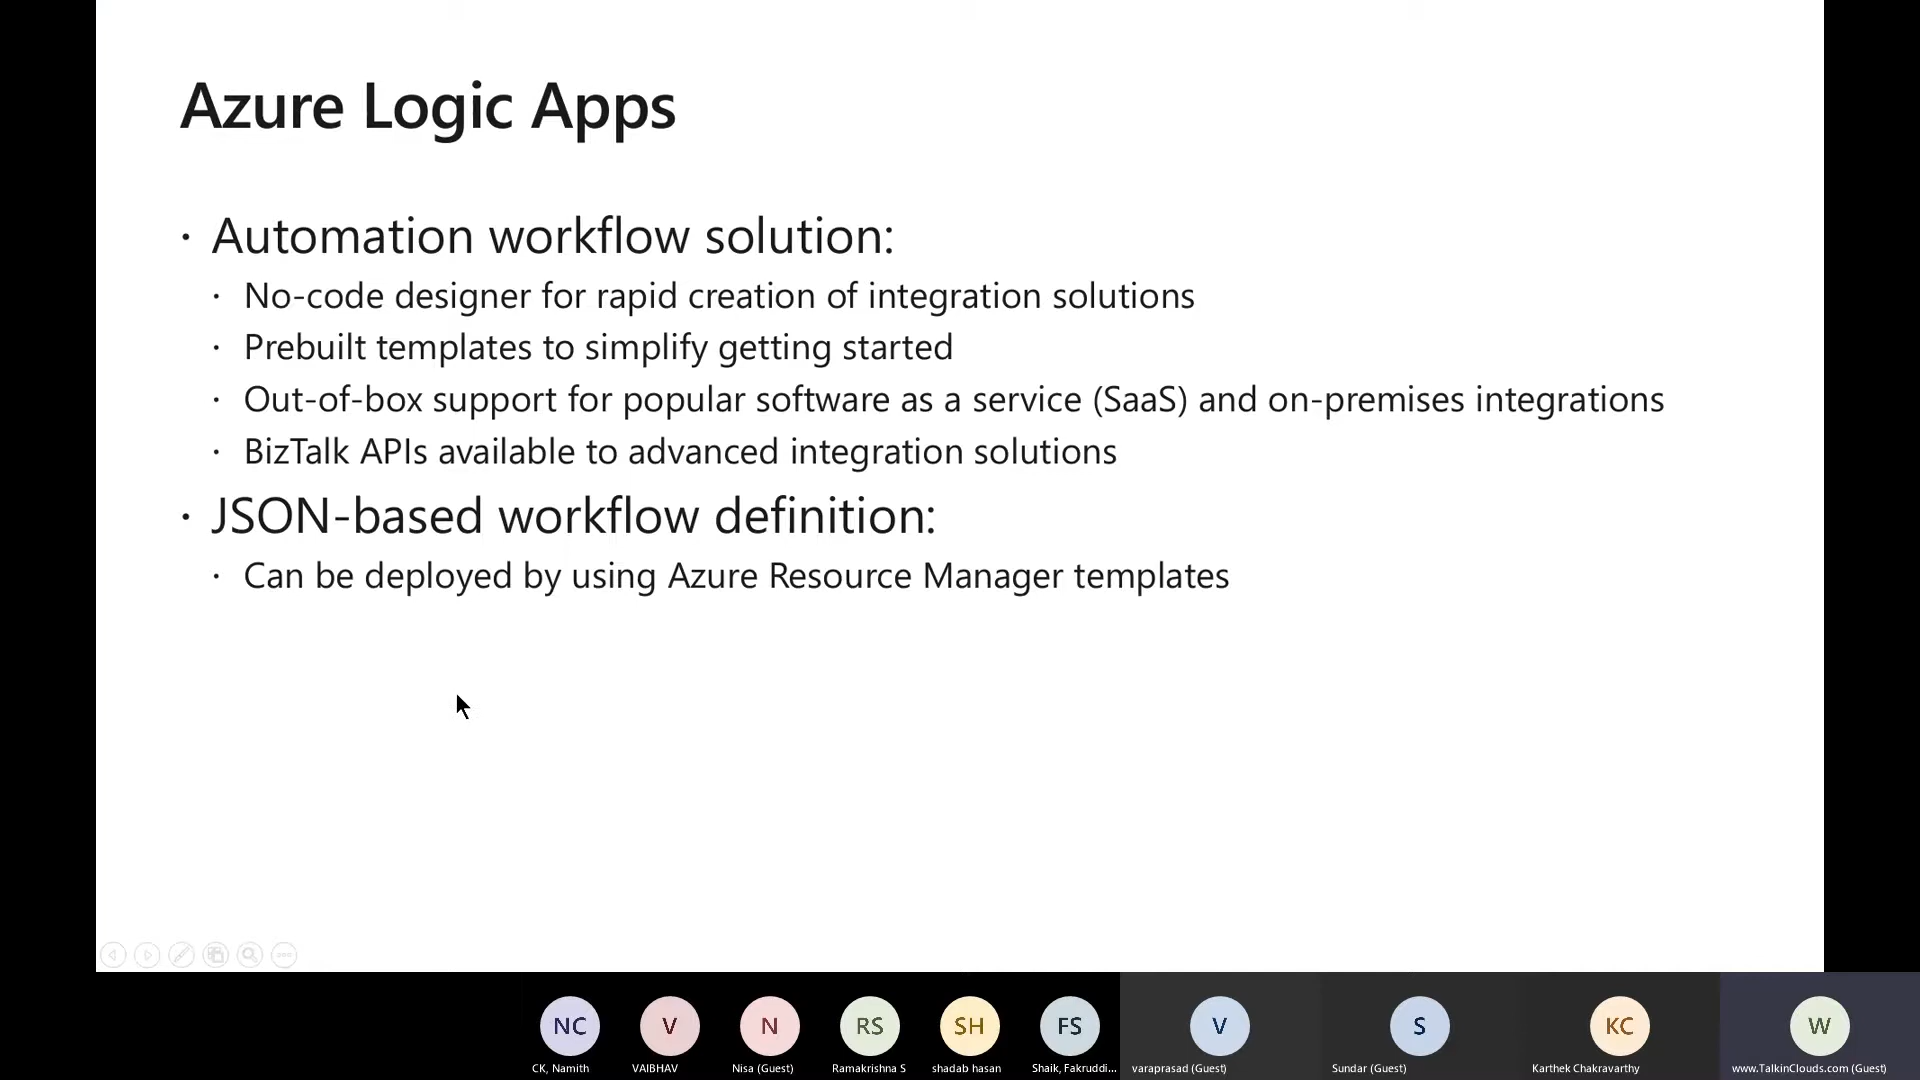 Azure Logic Apps
· Automation workflow solution:
· No-code designer for rapid creation of integration solutions
· Prebuilt templates to simplify getting started
· Out-of-box support for popular software as a service (SaaS) and on-premises integrations
· BizTalk APIs available to advanced integration solutions
· JSON-based workflow definition:
· Can be deployed by using Azure Resource Manager templates
NC V N RS SH FS V S KC W
CK, Namith VAIBHAV Nisa (Guest) Ramakrishna S shadab hasan Shaik, Fakruddi... varaprasad (Guest) Sundar (Guest) Karthek Chakravarthy www.TalkinClouds.com (Guest)